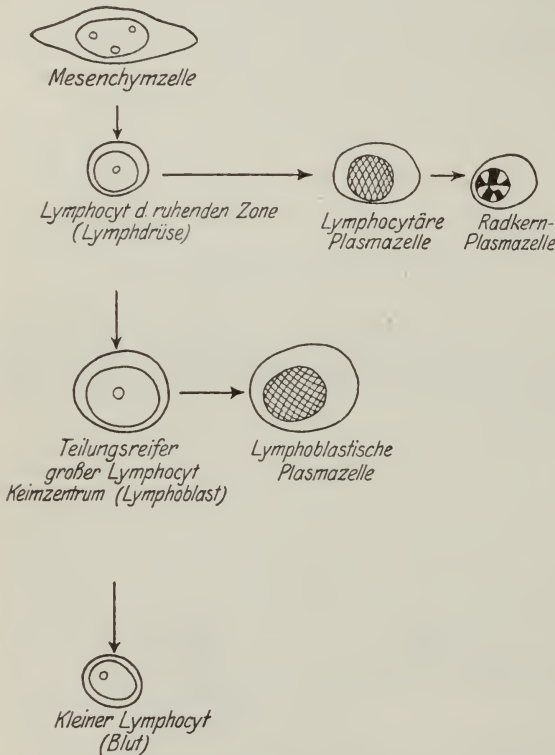 Mesenchymzelle
Lymphocyt d. ruhenden Zone
(Lymphdrüse)
Lymphocytäre
Plasmazelle
Radkern-
Plasmazelle
Teilungsreifer
großer Lymphocyt
Keimzentrum (Lymphoblast)
Lymphoblastische
Plasmazelle
Kleiner Lymphocyt
(Blut)